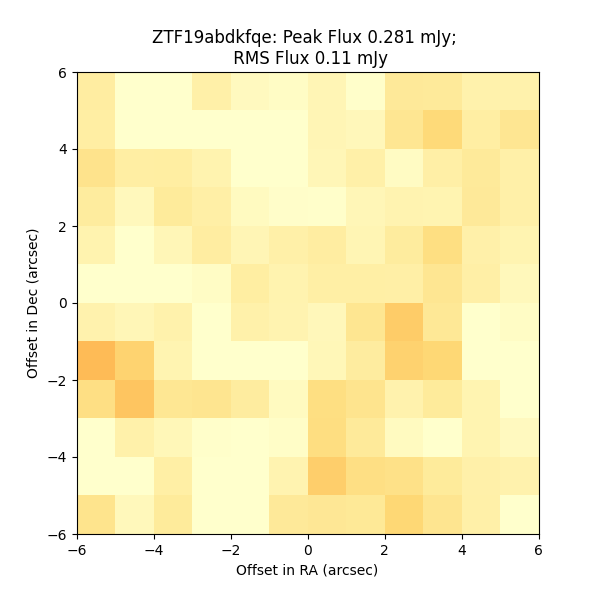 ZTF19abdkfqe: Peak Flux 0.281 mJy;
RMS Flux 0.11 mJy
6
4
2
0
−2
−4
−6
Offset in Dec (arcsec)
−6 −4 −2 0 2 4 6
Offset in RA (arcsec)